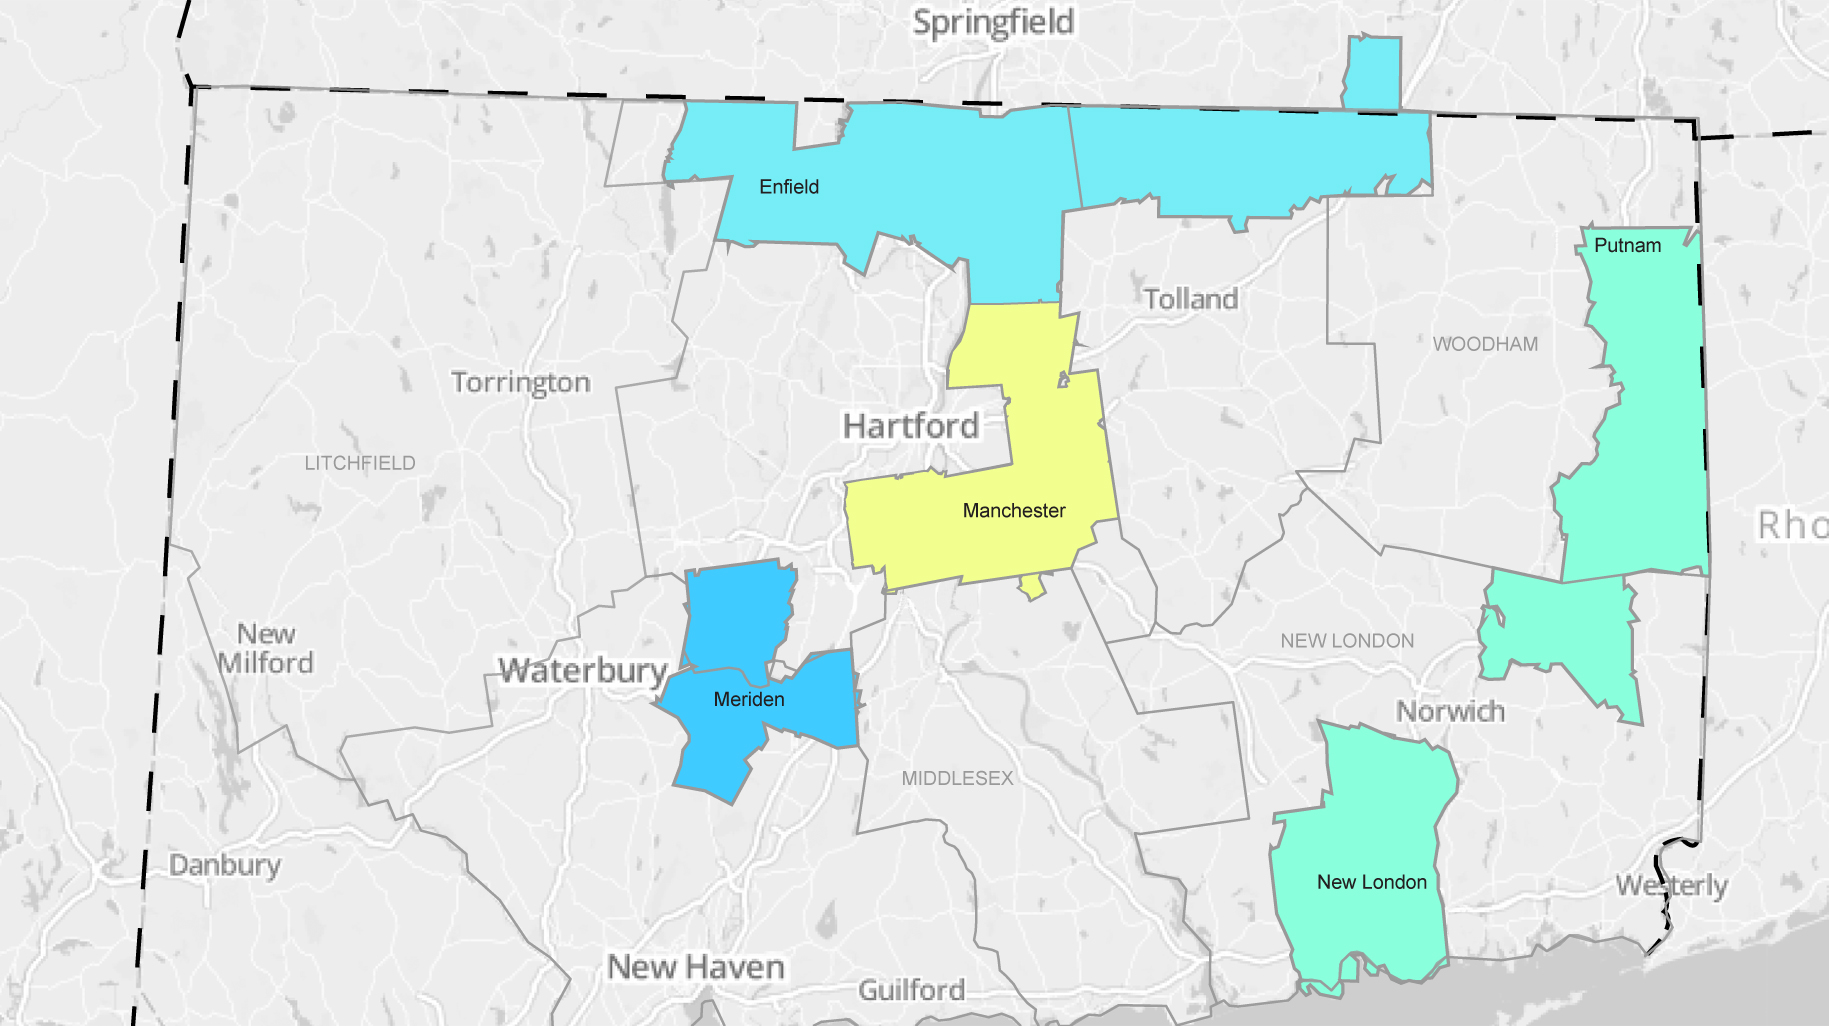 Springfield
Enfield
Putnam
Tolland
WOODHAM
Torrington
Hartford
LITCHFIELD
Manchester
Rho
New
Milford
NEW LONDON
Waterbury
Meriden
Norwich
MIDDLESEX
Danbury
New London
Westerly
New Haven
Guilford